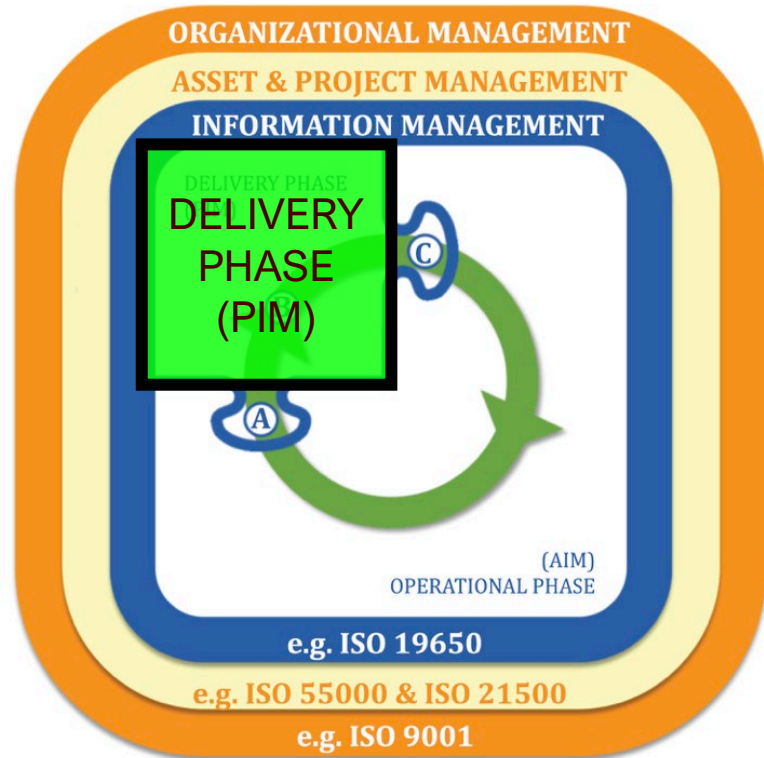 ORGANIZATIONAL MANAGEMENT
ASSET & PROJECT MANAGEMENT
INFORMATION MANAGEMENT
DELIVERY PHASE
DELIVERY
PHASE
(PIM)
C
B
A
(AIM)
OPERATIONAL PHASE
e.g. ISO 19650
e.g. ISO 55000 & ISO 21500
e.g. ISO 9001